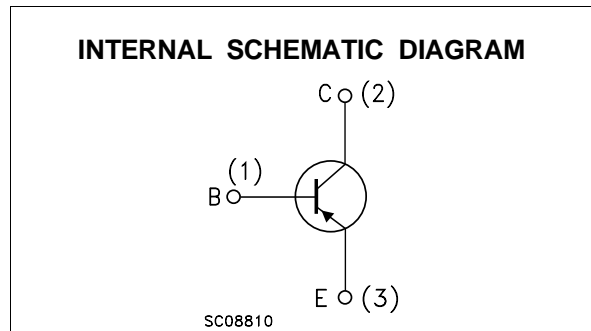 INTERNAL SCHEMATIC DIAGRAM
C (2)
(1)
B
E (3)
SC08810